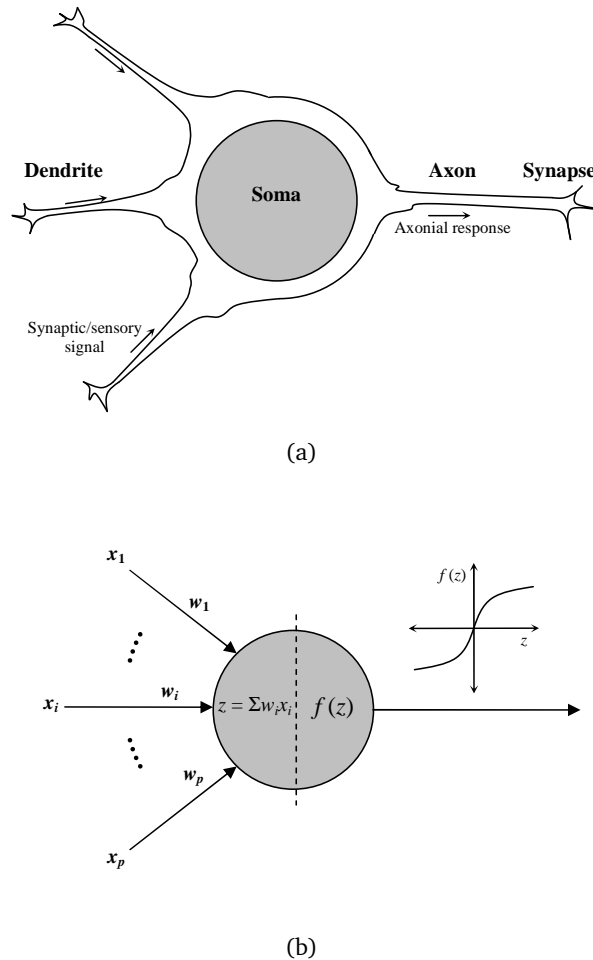 Dendrite
Soma
Axon
Synapse
Axonial response
Synaptic/sensory
signal
(a)
x₁
w₁
f(z)
z
xᵢ
wᵢ
z = Σwᵢxᵢ
f(z)
wₚ
xₚ
(b)